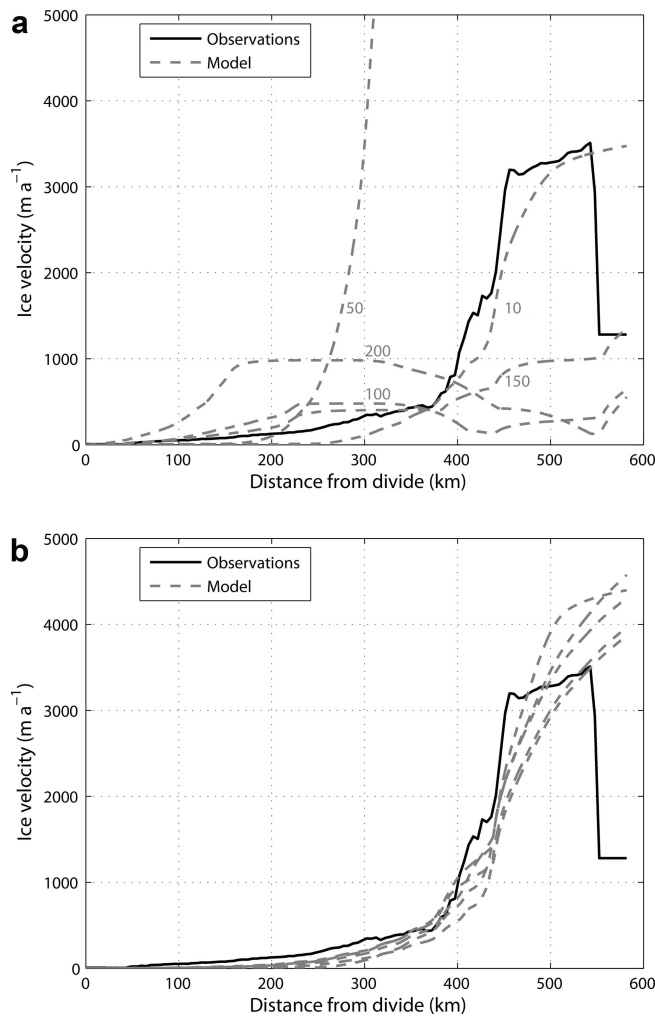 a
5000
4000
3000
2000
1000
0
Ice velocity (m a⁻¹)
Observations
Model
50
10
200
150
100
0 100 200 300 400 500 600
Distance from divide (km)
b
5000
4000
3000
2000
1000
0
Ice velocity (m a⁻¹)
Observations
Model
0 100 200 300 400 500 600
Distance from divide (km)